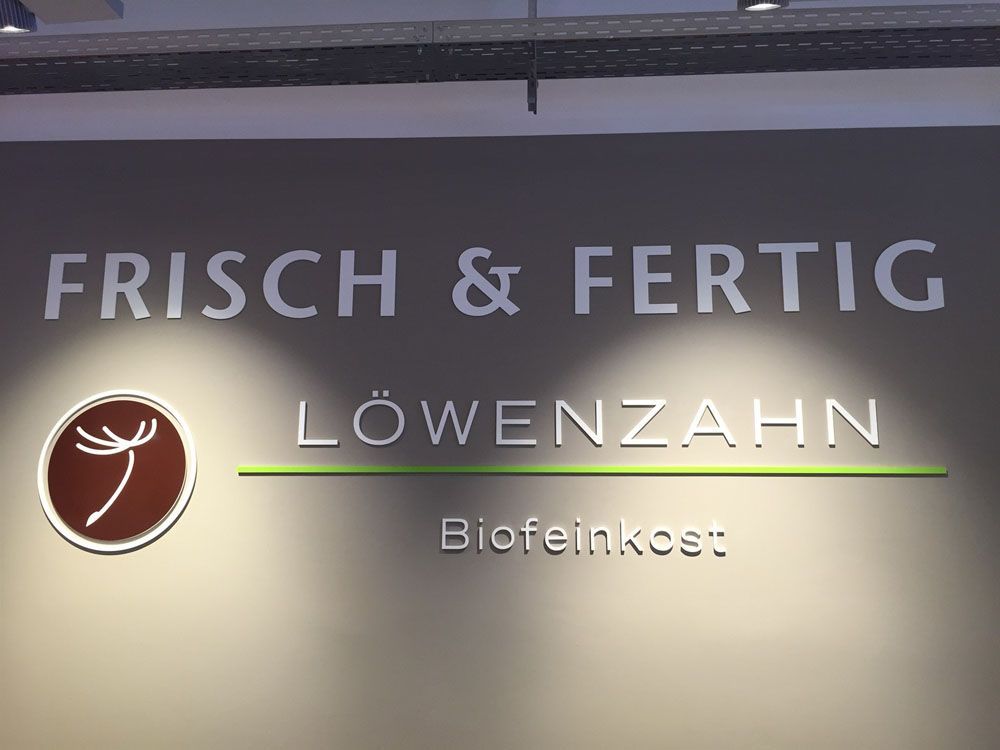 FRISCH & FERTIG
LÖWENZAHN
Biofeinkost